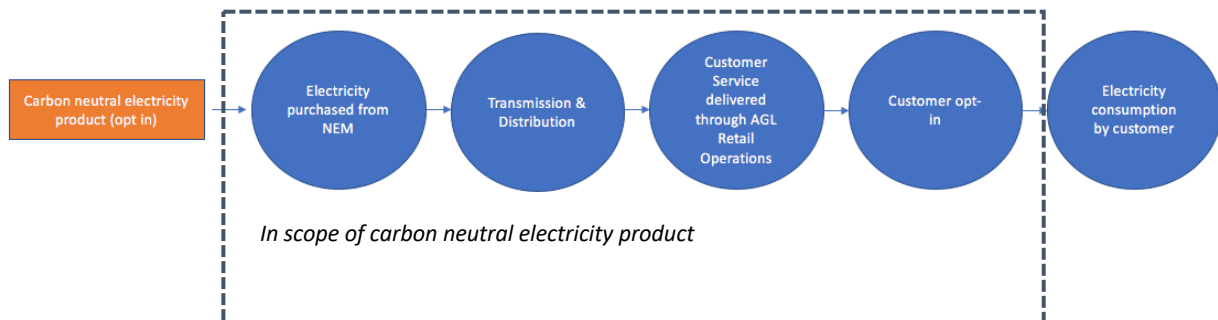 Carbon neutral electricity
product (opt in)
Electricity
purchased from
NEM
Transmission &
Distribution
Customer
Service
delivered
through AGL
Retail
Operations
Customer opt-
in
Electricity
consumption
by customer
In scope of carbon neutral electricity product